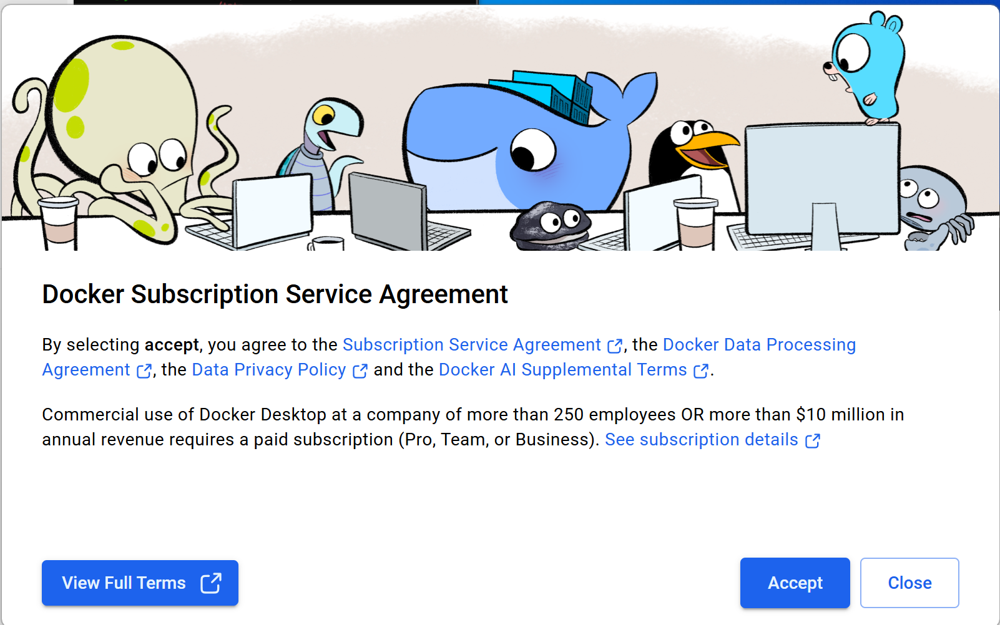 Docker Subscription Service Agreement
By selecting accept, you agree to the Subscription Service Agreement, the Docker Data Processing
Agreement, the Data Privacy Policy and the Docker AI Supplemental Terms.
Commercial use of Docker Desktop at a company of more than 250 employees OR more than $10 million in
annual revenue requires a paid subscription (Pro, Team, or Business). See subscription details
View Full Terms
Accept
Close